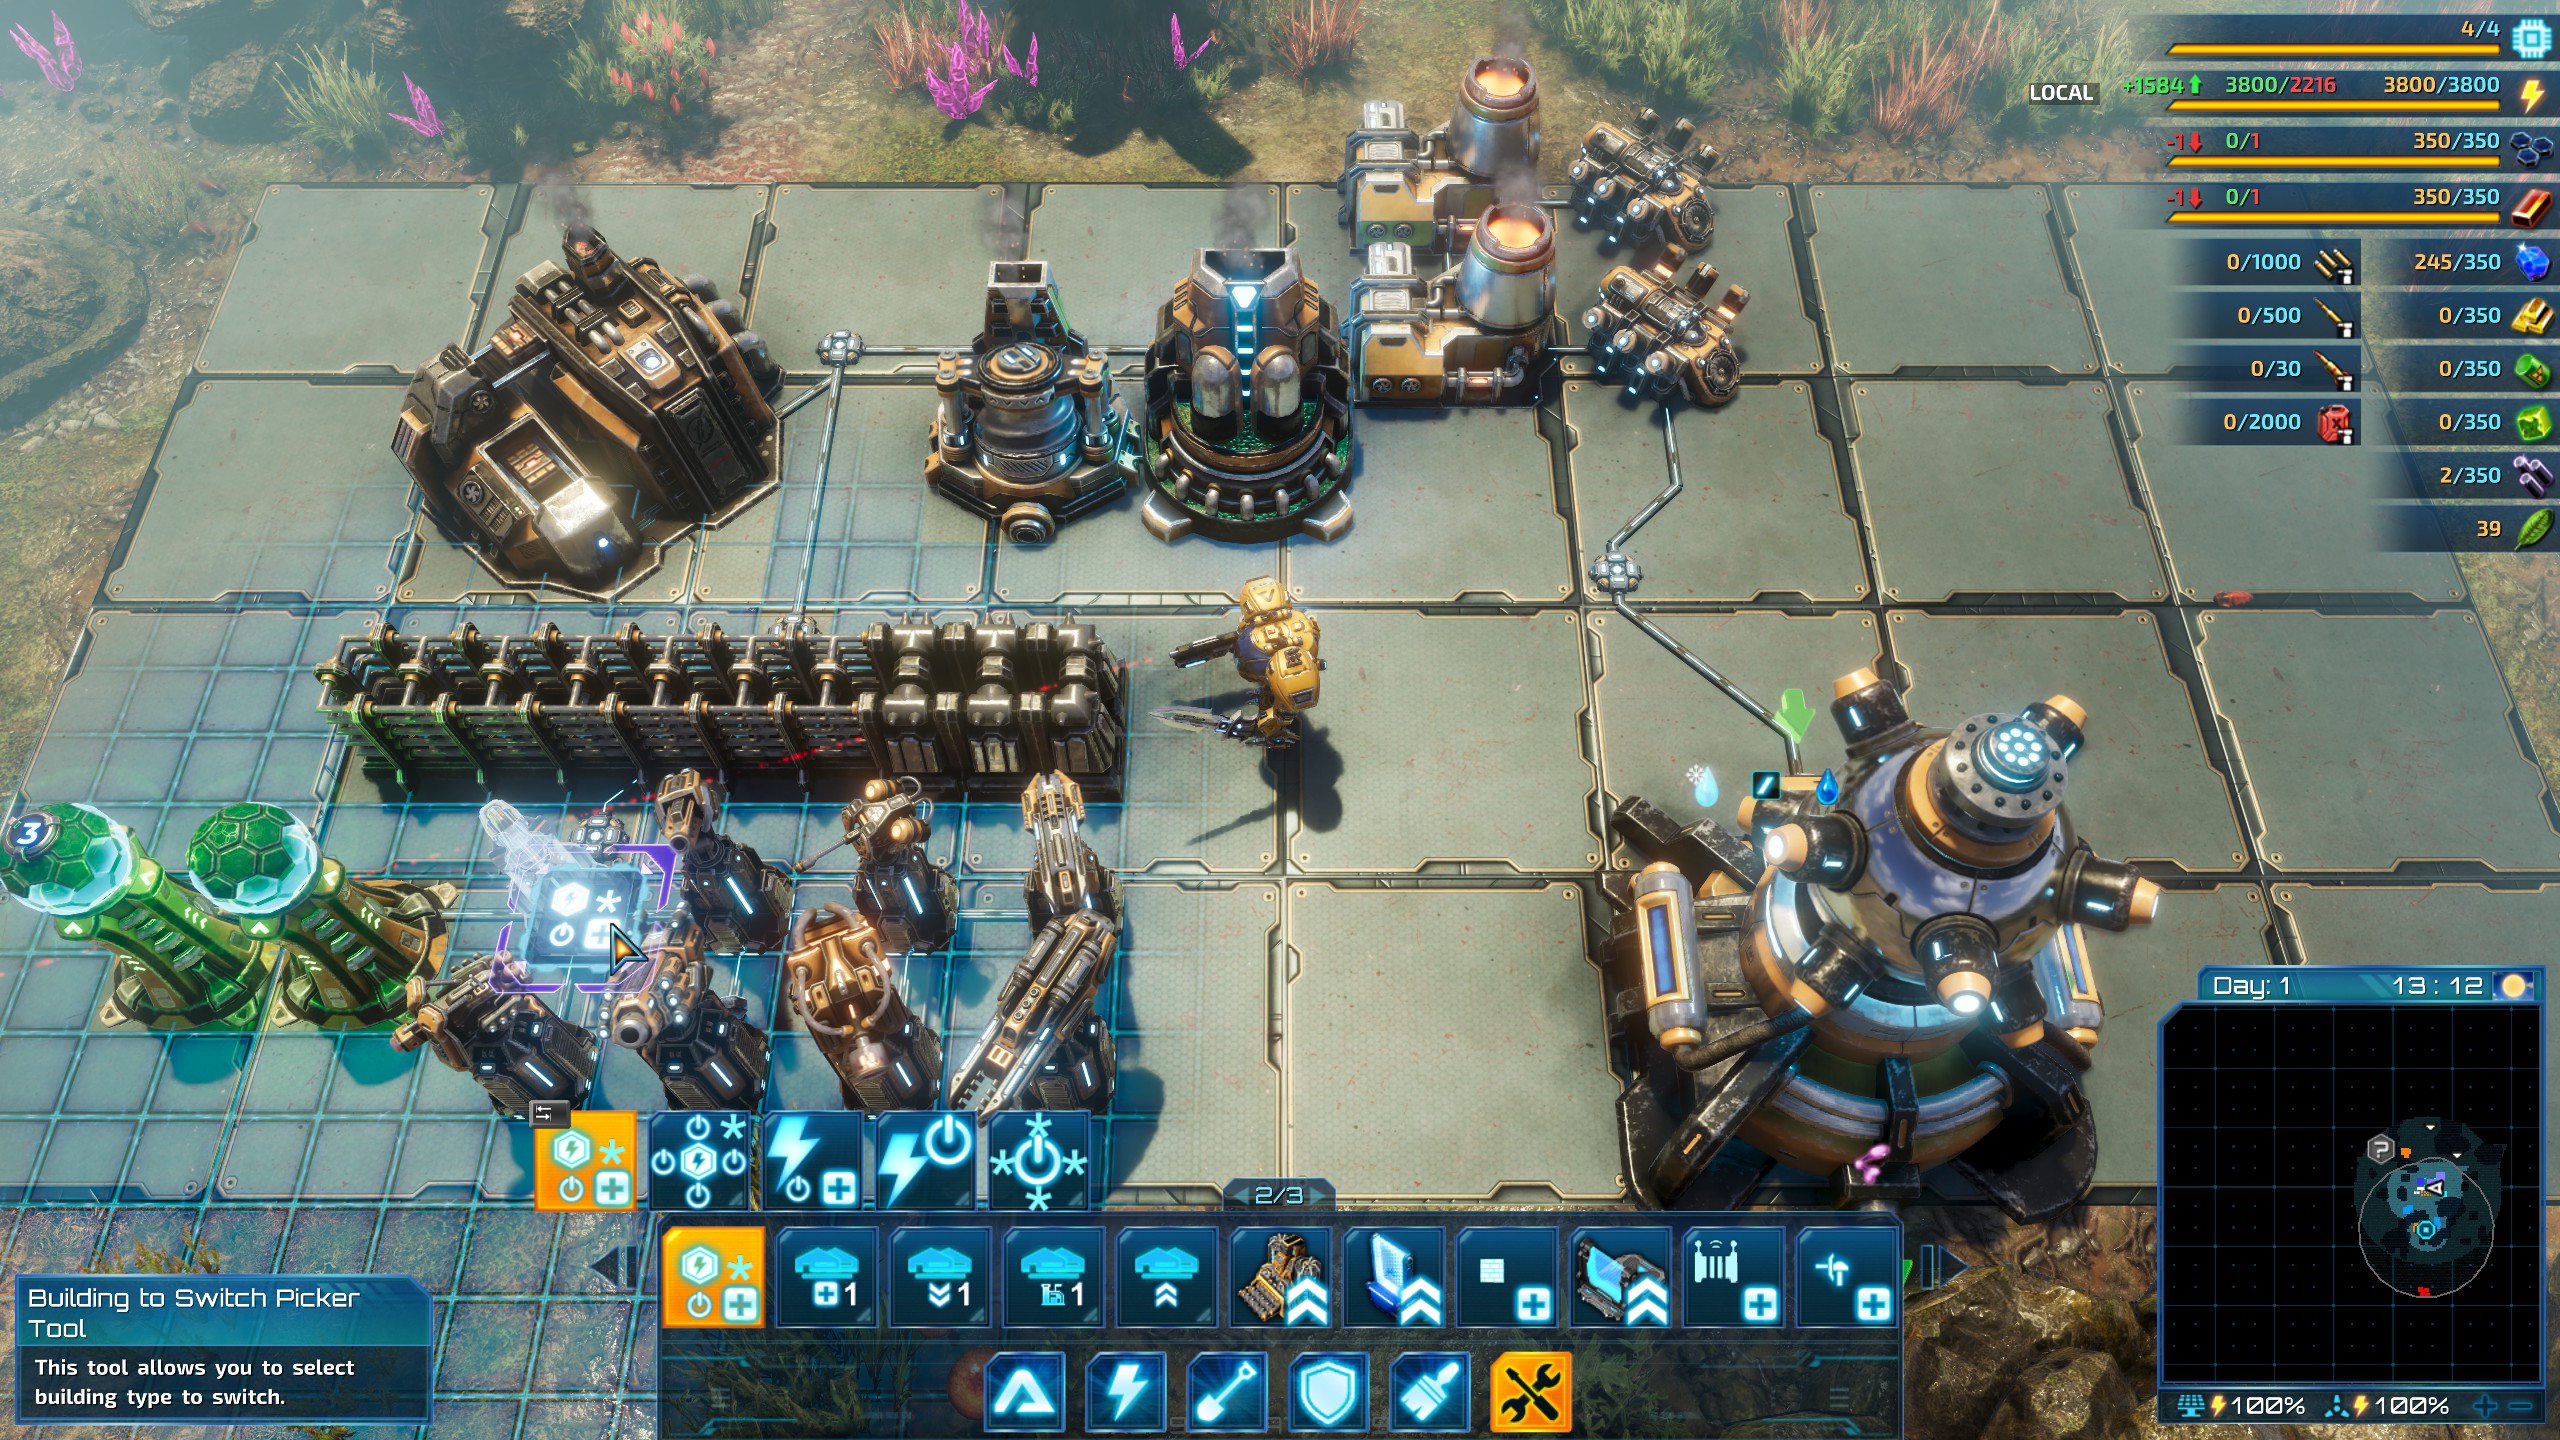 4/4
LOCAL +1584 3800/2216 3800/3800
-1 0/1 350/350
-1 0/1 350/350
0/1000 245/350
0/500 0/350
0/30 0/350
0/2000 0/350
2/350
39
3
Day: 1 13:12
2/3
1
1
1
Building to Switch Picker
Tool
This tool allows you to select
building type to switch.
100% 100%